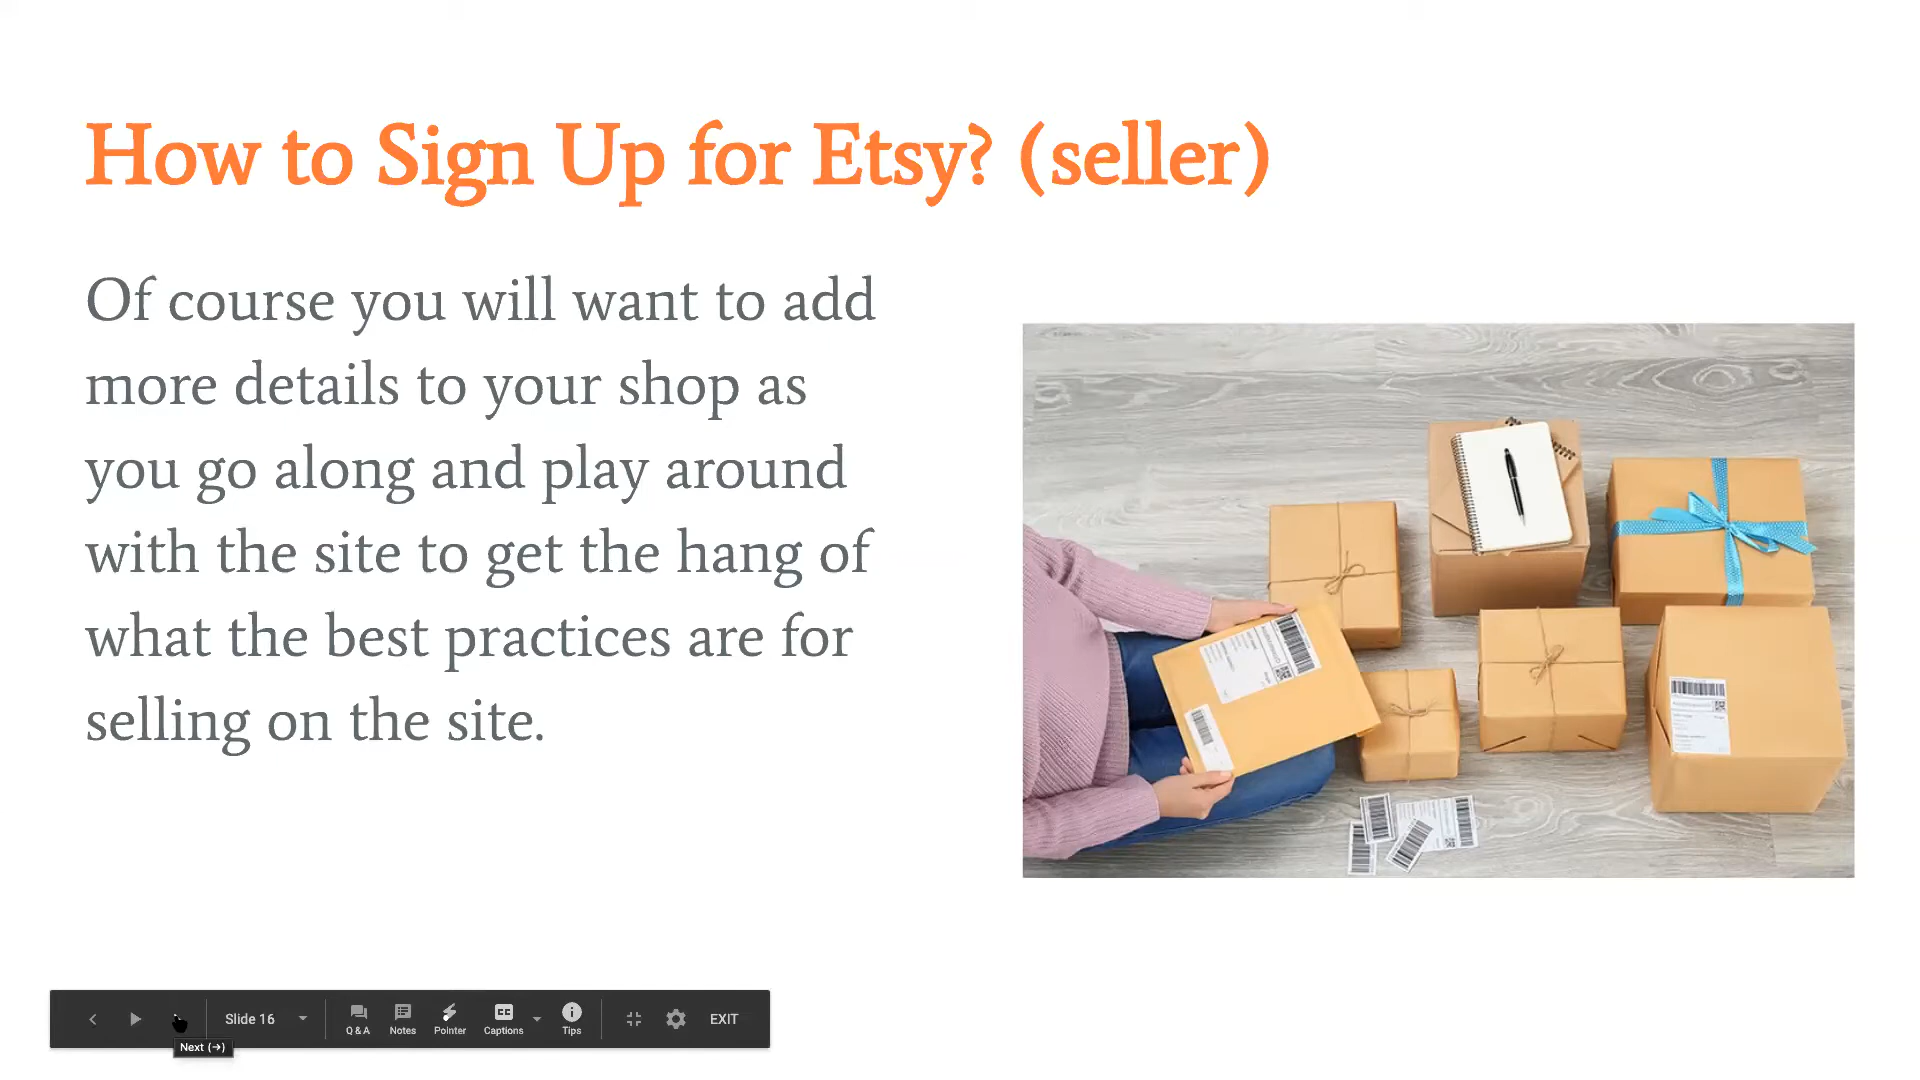 How to Sign Up for Etsy? (seller)
Of course you will want to add
more details to your shop as
you go along and play around
with the site to get the hang of
what the best practices are for
selling on the site.
Slide 16
Q & A
Notes
Pointer
CC
Captions
Tips
EXIT
Next (→)